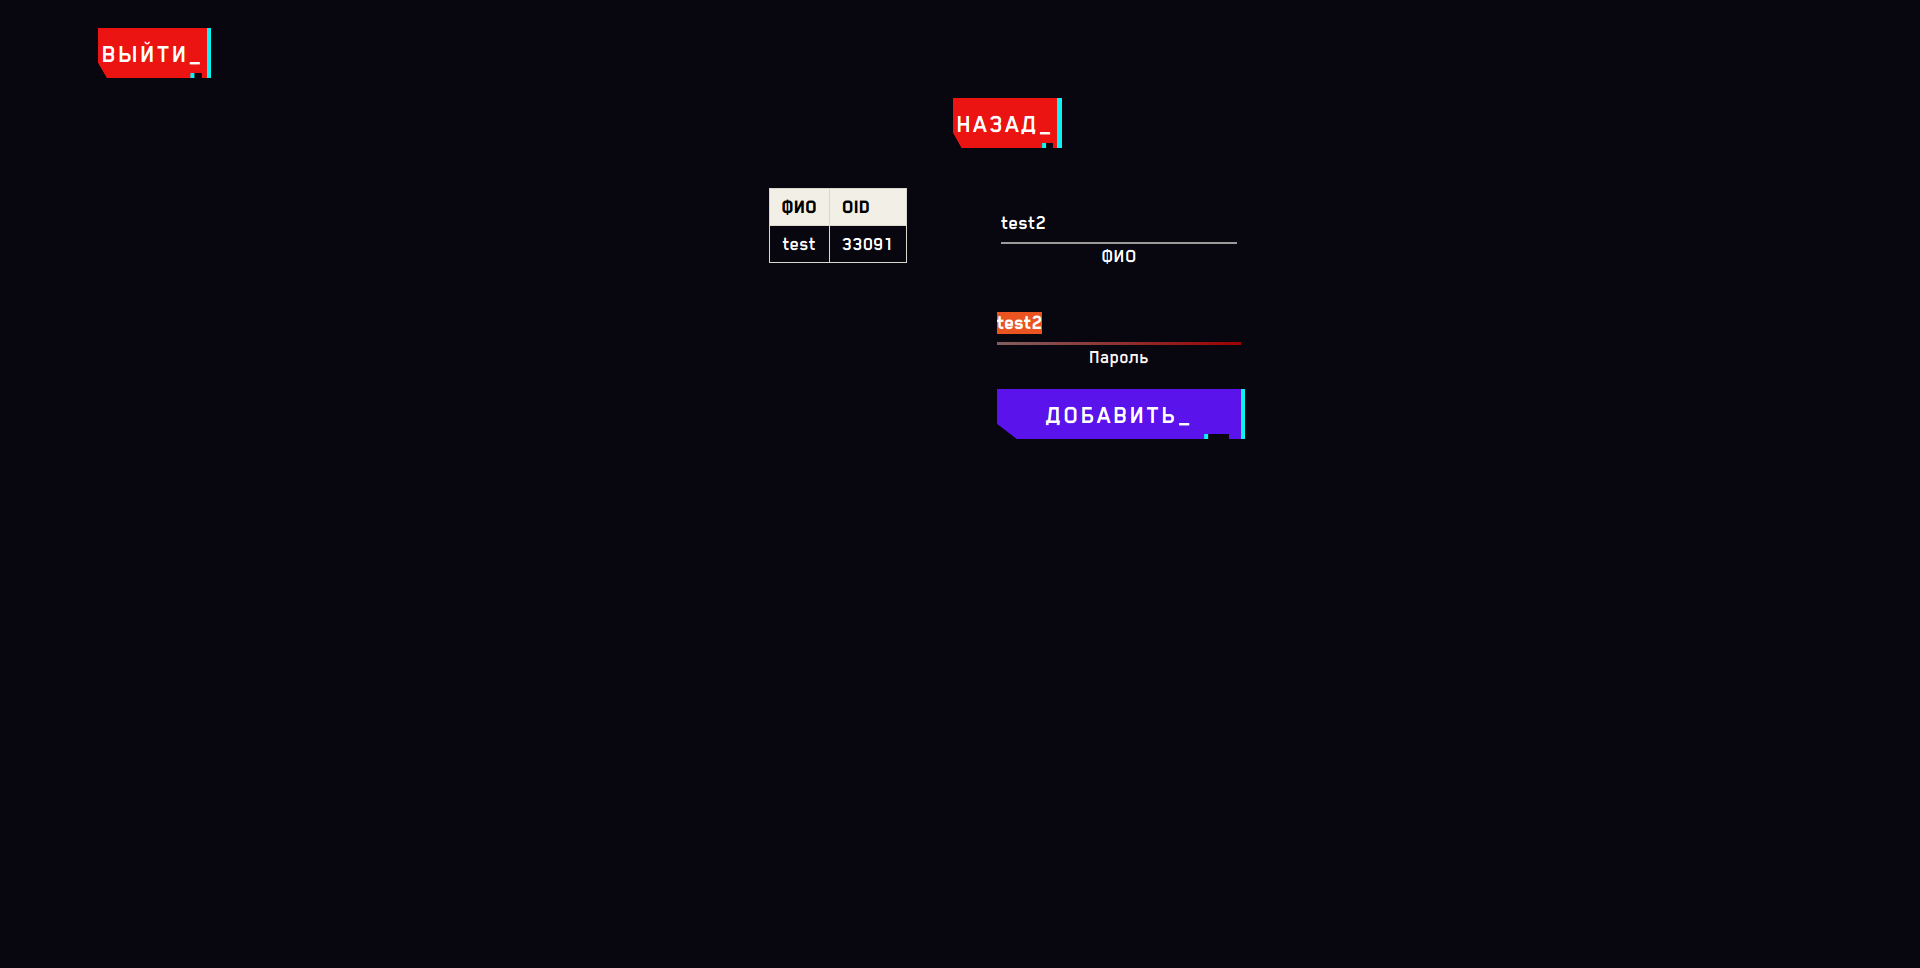 ВЫЙТИ_
НАЗАД_
ФИО OID
test 33091
test2
ФИО
test2
Пароль
ДОБАВИТЬ_